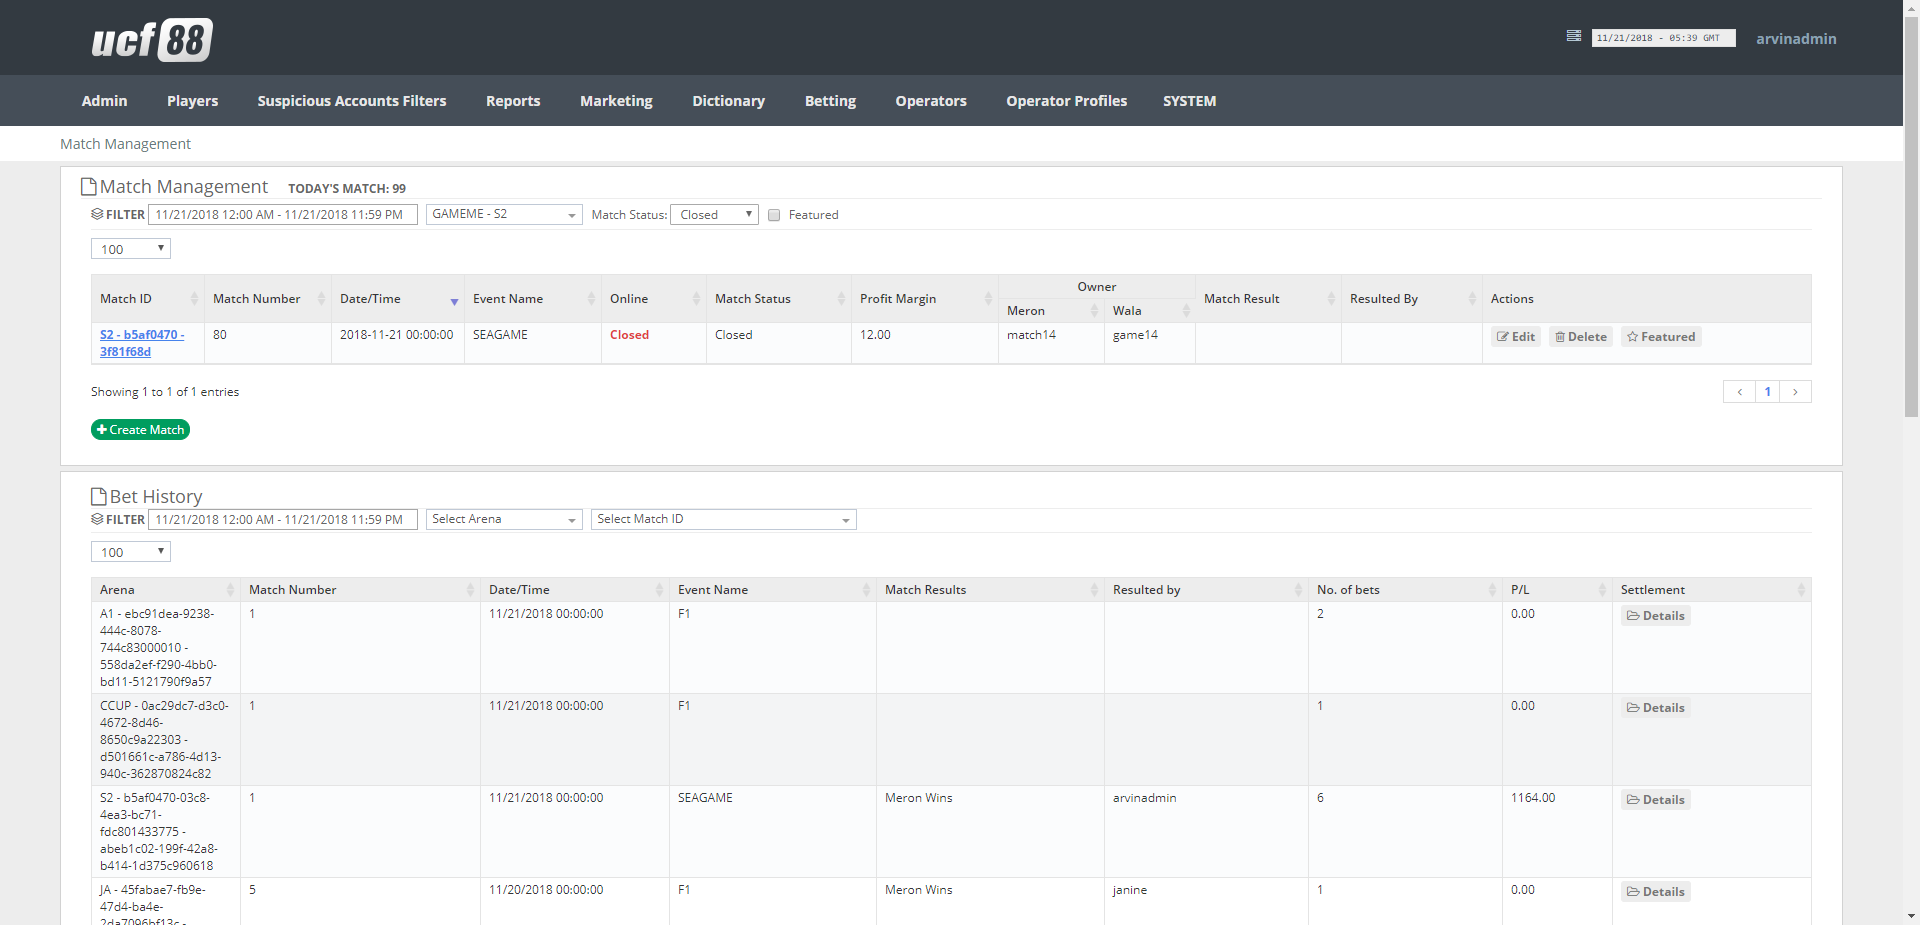 ucf 88
11/21/2018 - 05:39 GMT
arvinadmin
Admin Players Suspicious Accounts Filters Reports Marketing Dictionary Betting Operators Operator Profiles SYSTEM
Match Management
Match Management TODAY'S MATCH: 99
FILTER 11/21/2018 12:00 AM - 11/21/2018 11:59 PM GAMEME - S2 Match Status: Closed Featured
100
Match ID Match Number Date/Time Event Name Online Match Status Profit Margin Owner Match Result Resulted By Actions
Meron Wala
S2 - b5af0470 - 80 2018-11-21 00:00:00 SEAGAME Closed Closed 12.00 match14 game14 Edit Delete Featured
3f81f68d
Showing 1 to 1 of 1 entries
‹ 1 ›
Create Match
Bet History
FILTER 11/21/2018 12:00 AM - 11/21/2018 11:59 PM Select Arena Select Match ID
100
Arena Match Number Date/Time Event Name Match Results Resulted by No. of bets P/L Settlement
A1 - ebc91dea-9238- 1 11/21/2018 00:00:00 F1 2 0.00 Details
444c-8078-
744c83000010 -
558da2ef-f290-4bb0-
bd11-5121790f9a57
CCUP - 0ac29dc7-d3c0- 1 11/21/2018 00:00:00 F1 1 0.00 Details
4672-8d46-
8650c9a22303 -
d501661c-a786-4d13-
940c-362870824c82
S2 - b5af0470-03c8- 1 11/21/2018 00:00:00 SEAGAME Meron Wins arvinadmin 6 1164.00 Details
4ea3-bc71-
fdc801433775 -
abeb1c02-199f-42a8-
b414-1d375c960618
JA - 45fabae7-fb9e- 5 11/20/2018 00:00:00 F1 Meron Wins janine 1 0.00 Details
47d4-ba4e-
2da7096bf13c -